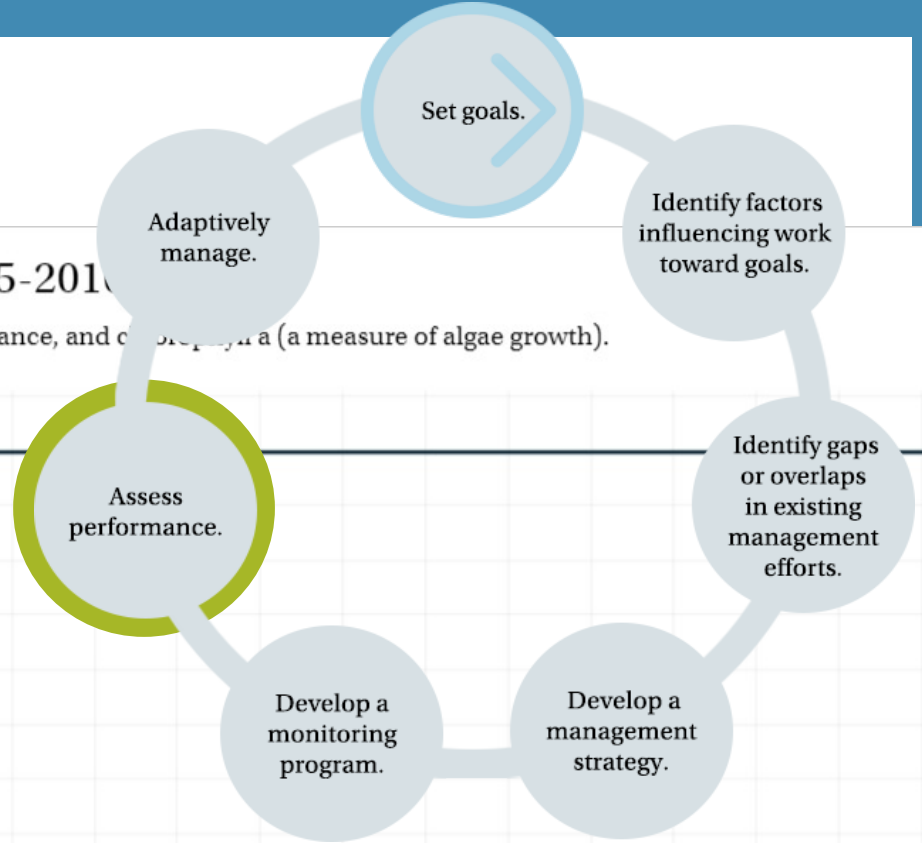 Set goals.
Identify factors
influencing work
toward goals.
Identify gaps
or overlaps
in existing
management
efforts.
Develop a
management
strategy.
Develop a
monitoring
program.
Assess
performance.
Adaptively
manage.
5-201
ance, and a (a measure of algae growth).